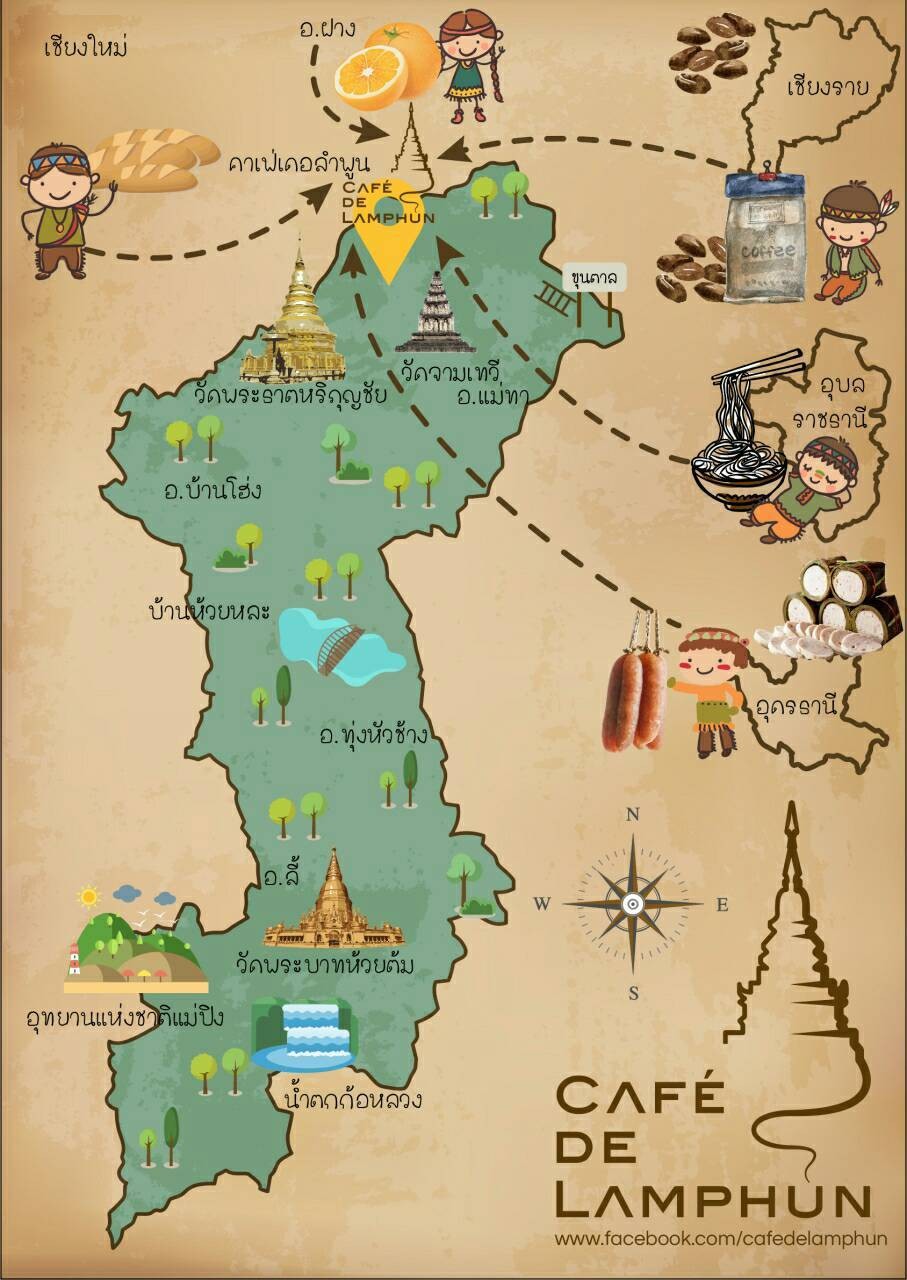 เชียงใหม่
อ.ฝาง
เชียงราย
คาเฟ่เดอลำพูน
CAFÉ
DE
LAMPHUN
coffee
ขุนตาล
วัดพระธาตุหริภุญชัย
วัดจามเทวี
อ.แม่ทา
อุบล
ราชธานี
อ.บ้านโฮ่ง
บ้านห้วยหละ
อุดรธานี
อ.ทุ่งหัวช้าง
อ.ลี้
N
W
E
S
วัดพระบาทห้วยต้ม
อุทยานแห่งชาติแม่ปิง
น้ำตกก้อหลวง
CAFÉ
DE
LAMPHUN
www.facebook.com/cafedelamphun